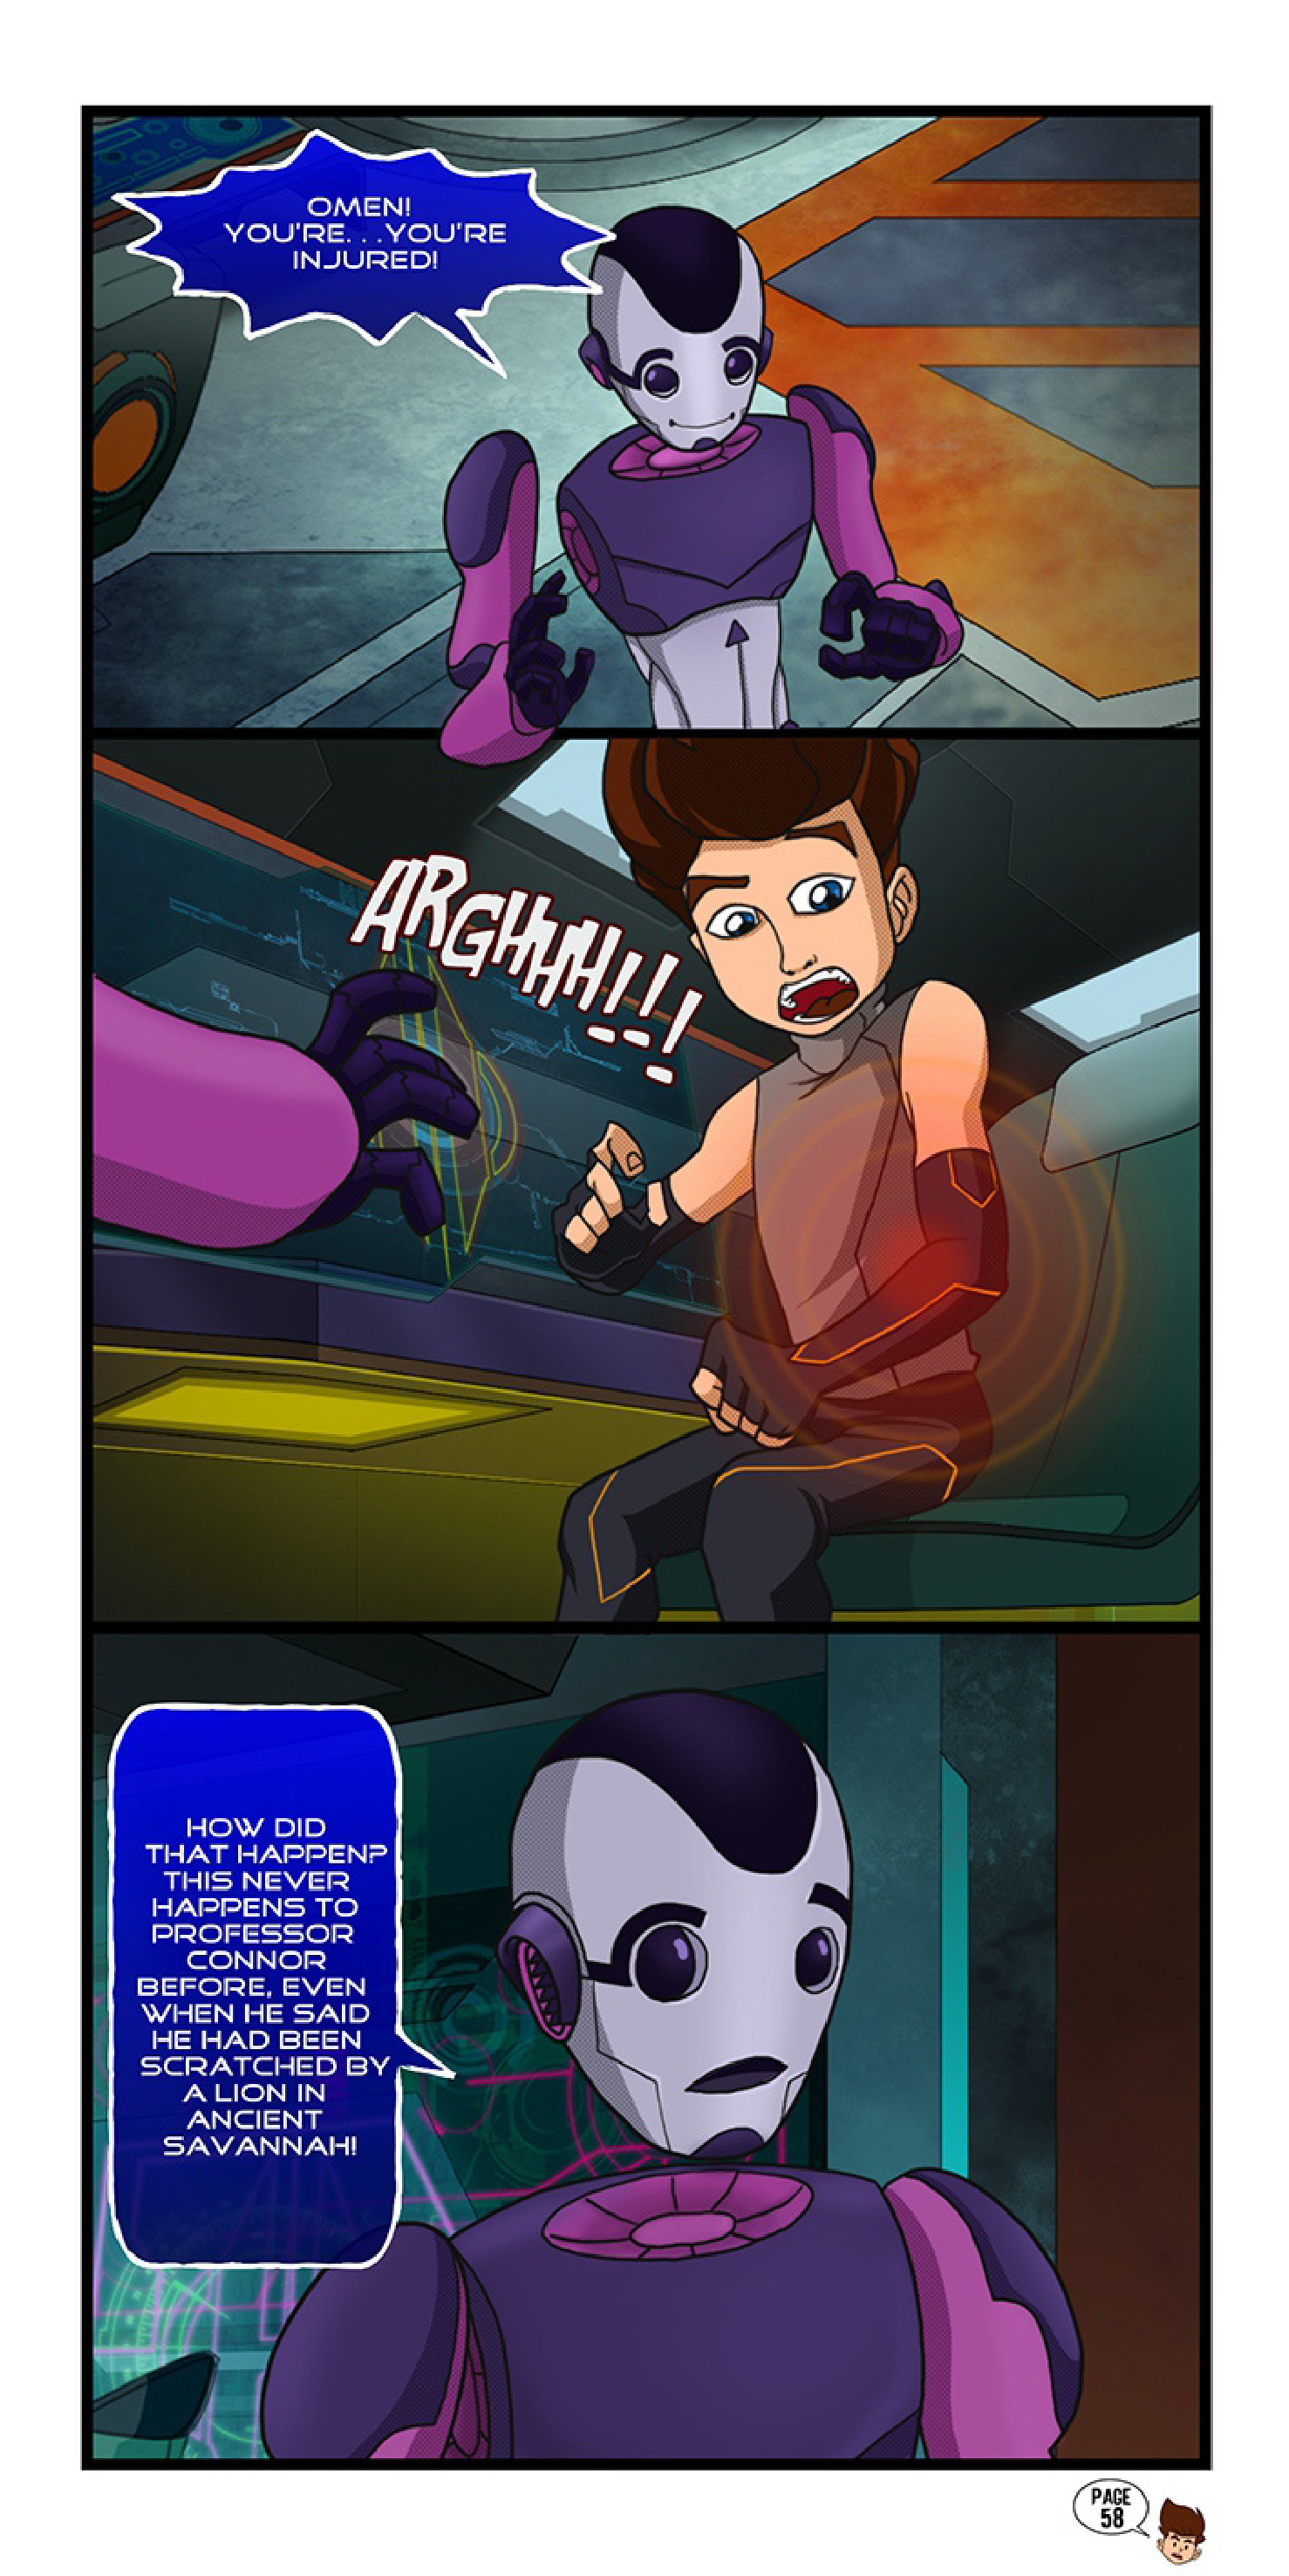 OMEN!
YOU'RE. . .YOU'RE
INJURED!
ARGHHH!!!
HOW DID
THAT HAPPEN?
THIS NEVER
HAPPENS TO
PROFESSOR
CONNOR
BEFORE, EVEN
WHEN HE SAID
HE HAD BEEN
SCRATCHED BY
A LION IN
ANCIENT
SAVANNAH!
PAGE
58